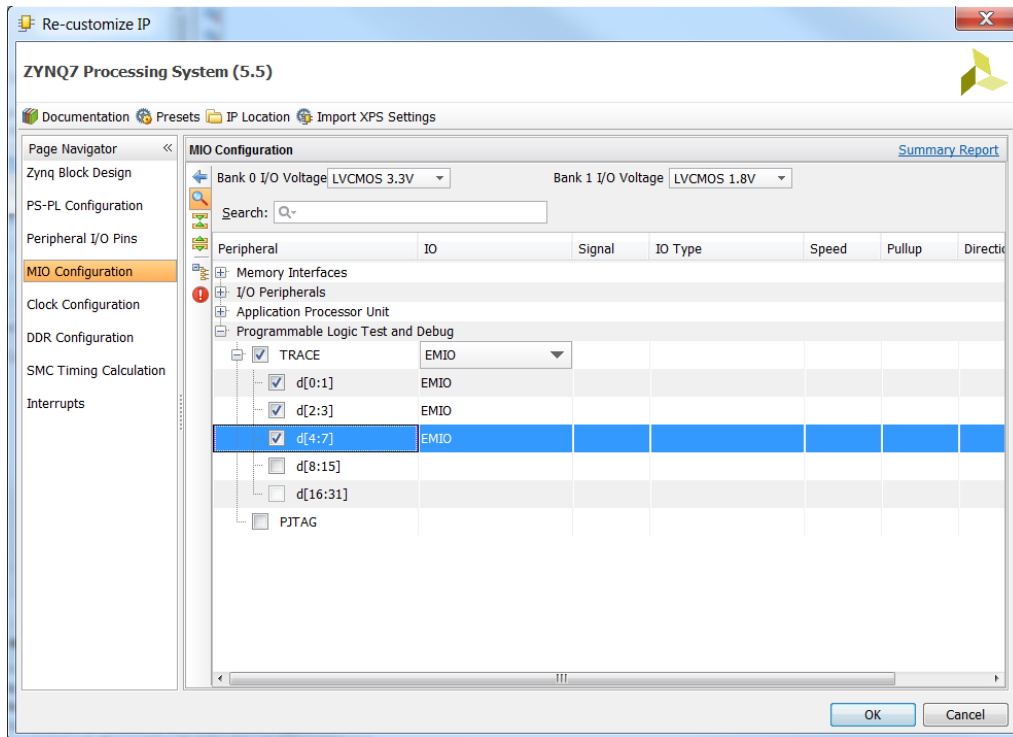 Re-customize IP
ZYNQ7 Processing System (5.5)
Documentation Presets IP Location Import XPS Settings
Page Navigator «
Zynq Block Design
PS-PL Configuration
Peripheral I/O Pins
MIO Configuration
Clock Configuration
DDR Configuration
SMC Timing Calculation
Interrupts
MIO Configuration Summary Report
Bank 0 I/O Voltage LVCMOS 3.3V Bank 1 I/O Voltage LVCMOS 1.8V
Search:
Peripheral IO Signal IO Type Speed Pullup Directio
Memory Interfaces
I/O Peripherals
Application Processor Unit
Programmable Logic Test and Debug
TRACE EMIO
d[0:1] EMIO
d[2:3] EMIO
d[4:7] EMIO
d[8:15]
d[16:31]
PJTAG
OK Cancel